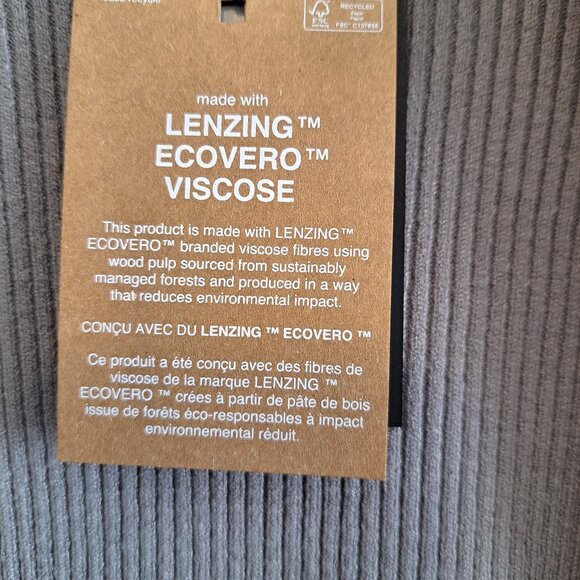 RECYCLED
FSC
made with
LENZING™
ECOVERO™
VISCOSE
This product is made with LENZING™
ECOVERO™ branded viscose fibres using
wood pulp sourced from sustainably
managed forests and produced in a way
that reduces environmental impact.
CONÇU AVEC DU LENZING ™ ECOVERO ™
Ce produit a été conçu avec des fibres de
viscose de la marque LENZING ™
ECOVERO ™ crées à partir de pâte de bois
issue de forêts éco-responsables à impact
environnemental réduit.